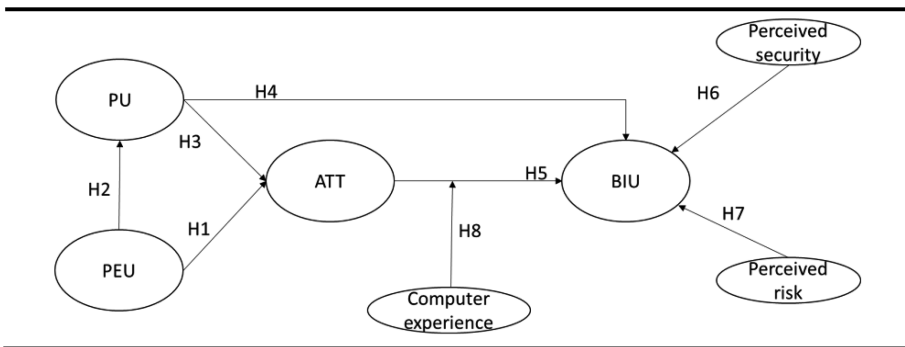 Perceived
security
PU
H4
H6
H3
H2
ATT
H5
BIU
H1
H8
H7
PEU
Perceived
risk
Computer
experience